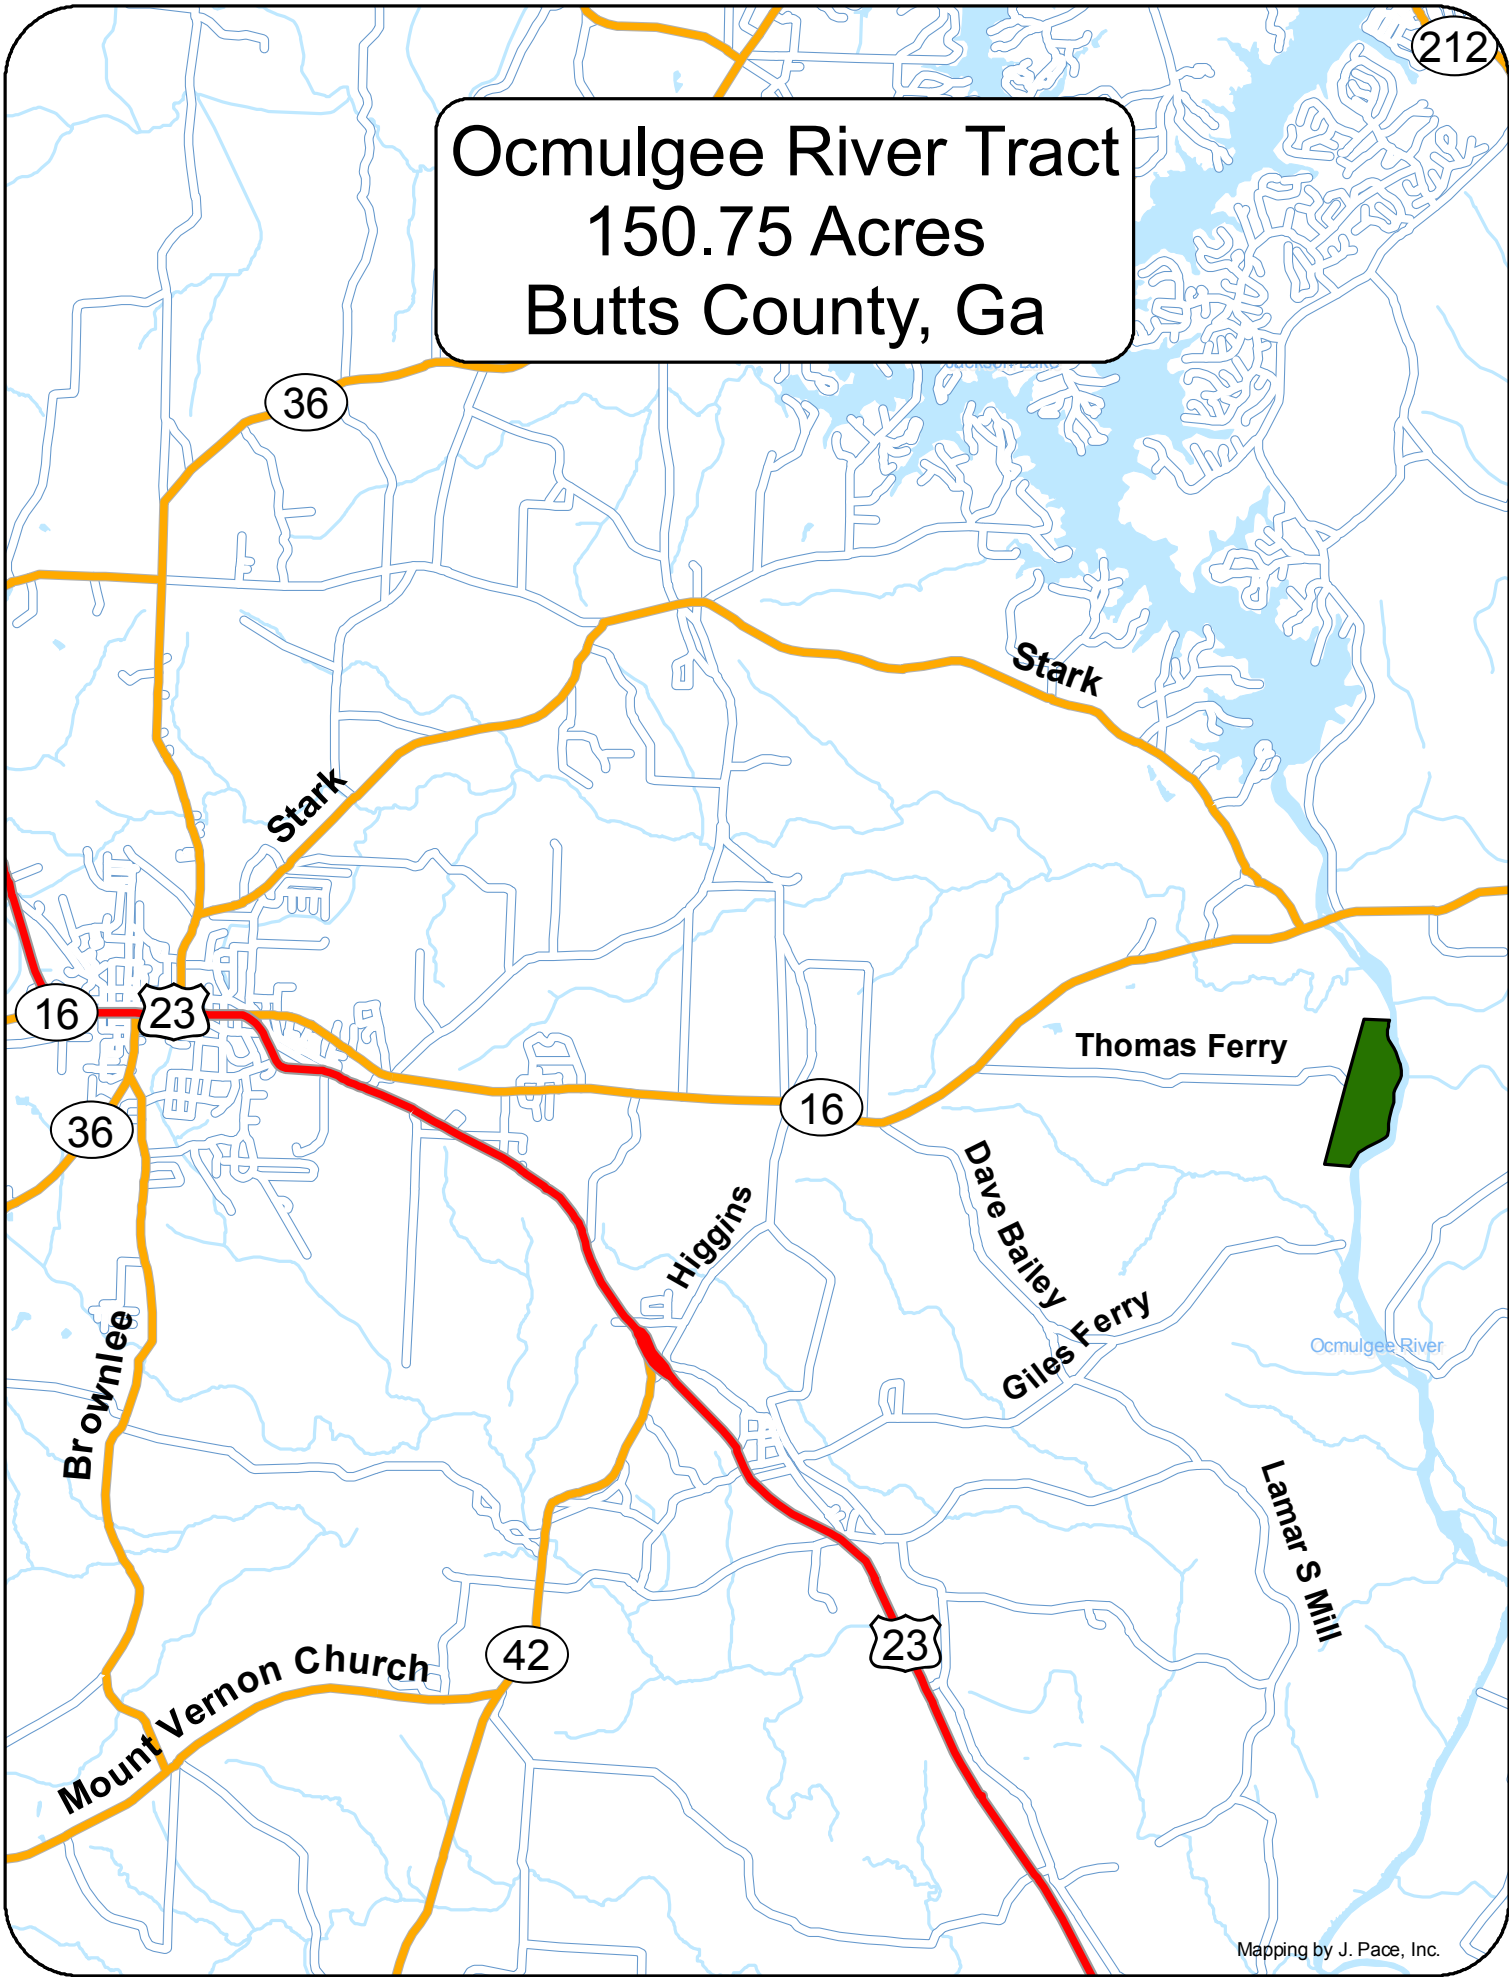 212
Ocmulgee River Tract
150.75 Acres
Butts County, Ga
Jackson Lake
36
Stark
Stark
16
23
Thomas Ferry
36
16
Dave Bailey
Higgins
Giles Ferry
Brownlee
Ocmulgee River
Lamar S Mill
Mount Vernon Church
42
23
Mapping by J. Pace, Inc.